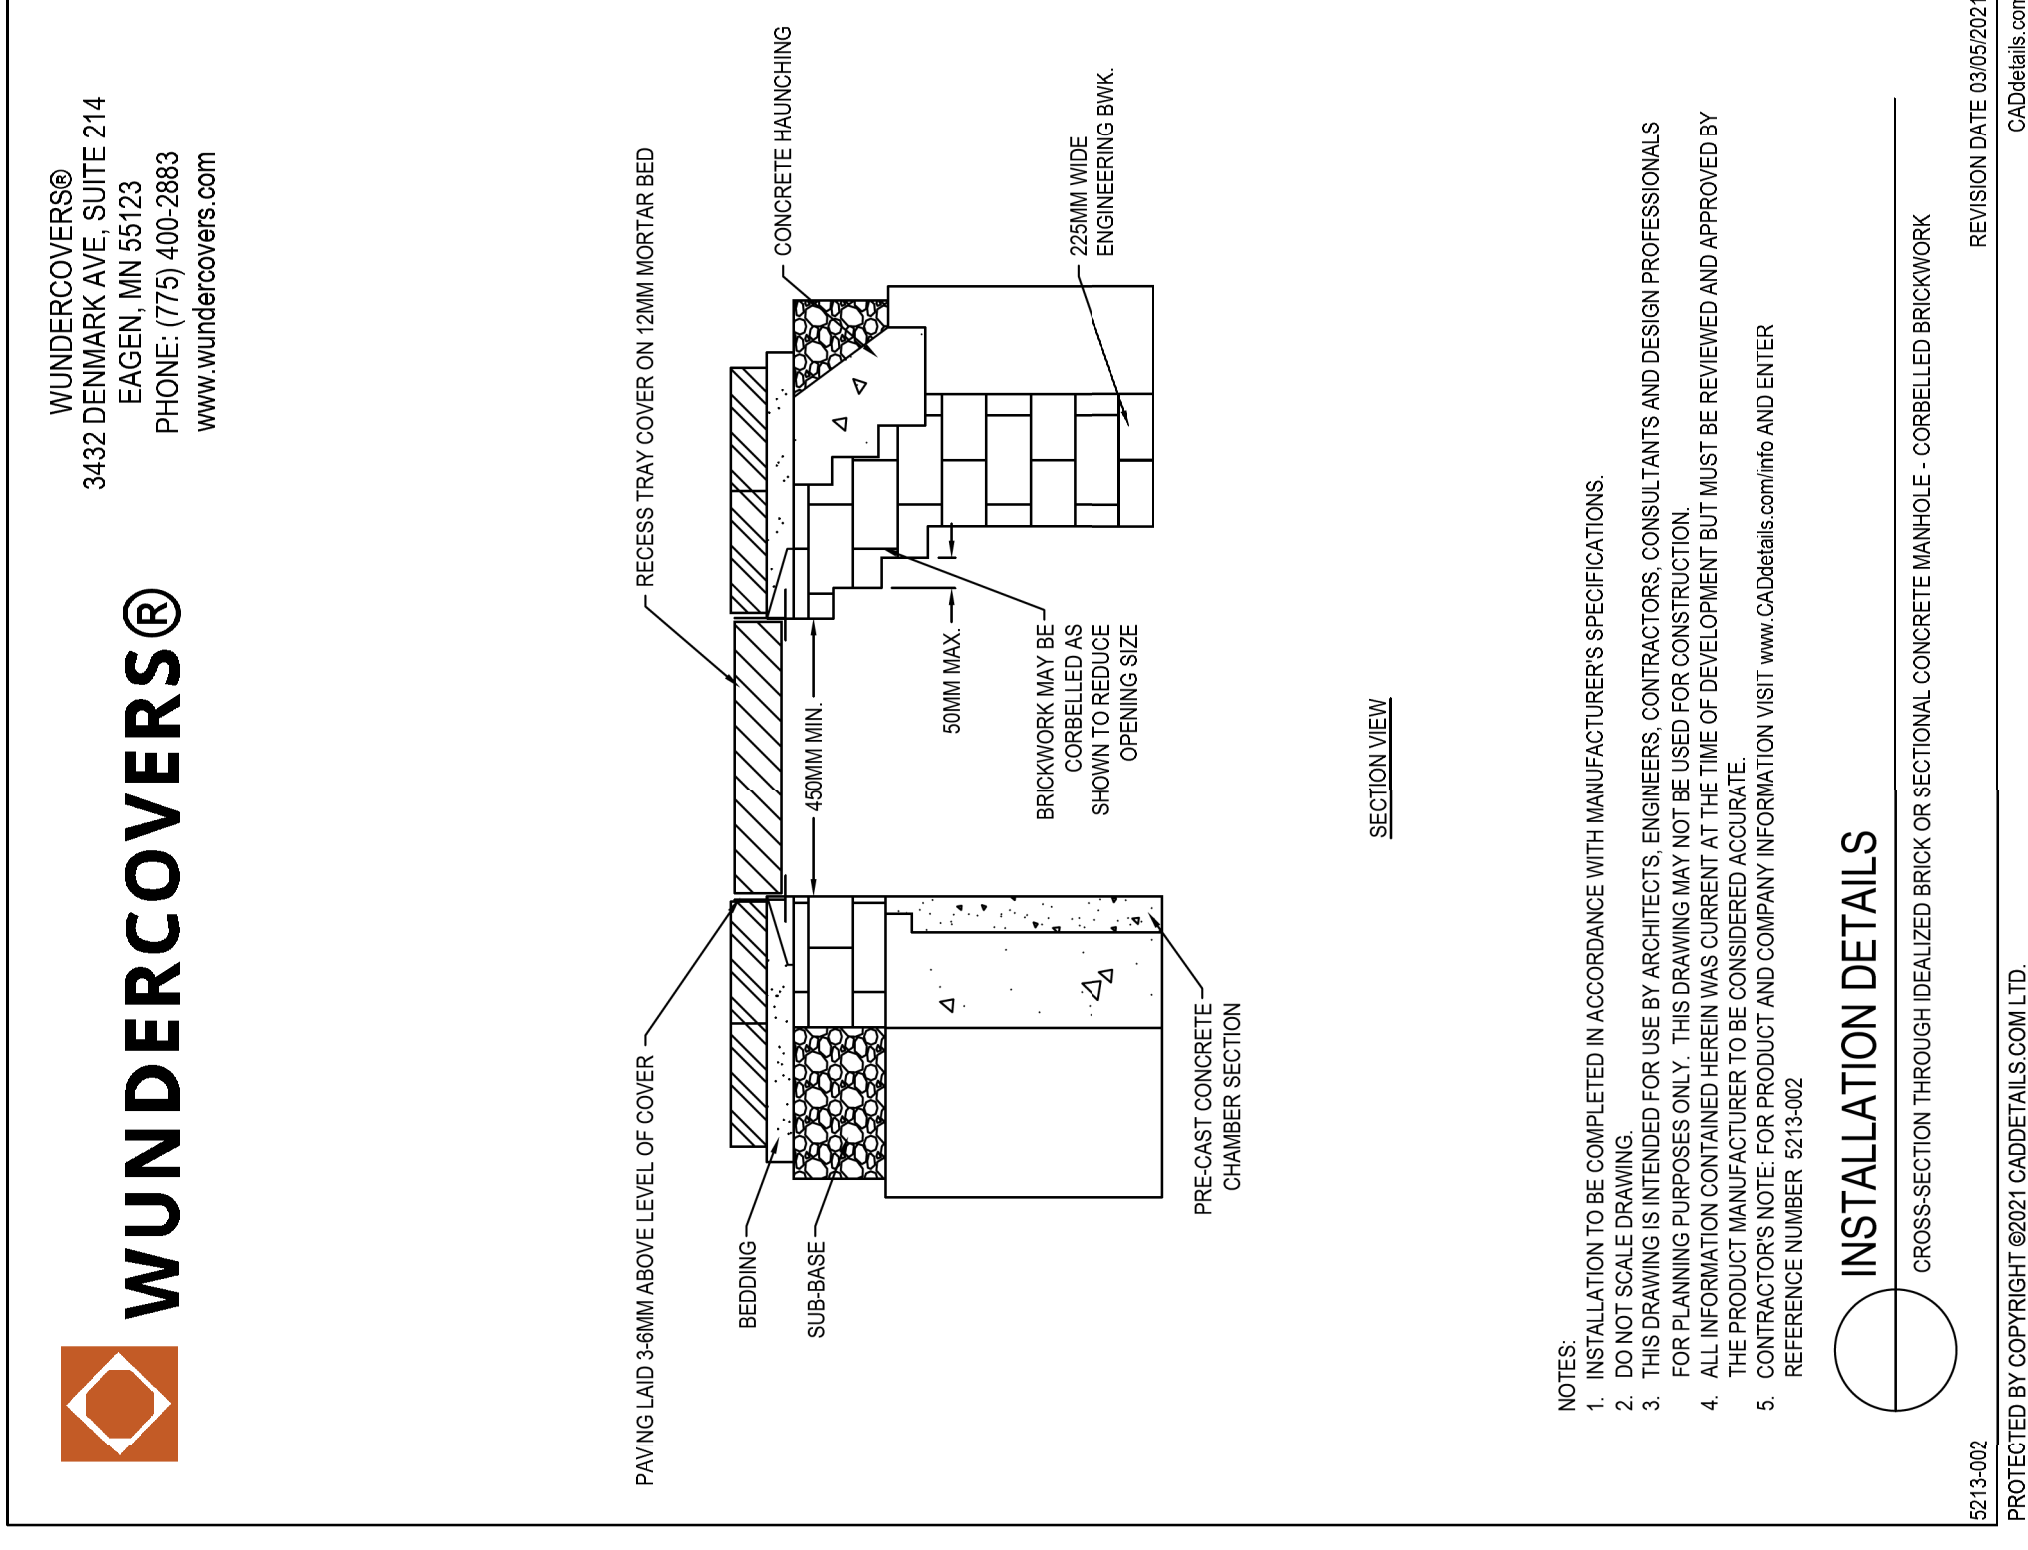 WUNDERCOVERS®
WUNDERCOVERS®
3432 DENMARK AVE, SUITE 214
EAGEN, MN 55123
PHONE: (775) 400-2883
www.wundercovers.com
PAVING LAID 3-6MM ABOVE LEVEL OF COVER
RECESS TRAY COVER ON 12MM MORTAR BED
BEDDING
SUB-BASE
CONCRETE HAUNCHING
450MM MIN.
50MM MAX.
BRICKWORK MAY BE
CORBELLED AS
SHOWN TO REDUCE
OPENING SIZE
225MM WIDE
ENGINEERING BWK.
PRE-CAST CONCRETE
CHAMBER SECTION
SECTION VIEW
NOTES:
1. INSTALLATION TO BE COMPLETED IN ACCORDANCE WITH MANUFACTURER'S SPECIFICATIONS.
2. DO NOT SCALE DRAWING.
3. THIS DRAWING IS INTENDED FOR USE BY ARCHITECTS, ENGINEERS, CONTRACTORS, CONSULTANTS AND DESIGN PROFESSIONALS
FOR PLANNING PURPOSES ONLY. THIS DRAWING MAY NOT BE USED FOR CONSTRUCTION.
4. ALL INFORMATION CONTAINED HEREIN WAS CURRENT AT THE TIME OF DEVELOPMENT BUT MUST BE REVIEWED AND APPROVED BY
THE PRODUCT MANUFACTURER TO BE CONSIDERED ACCURATE.
5. CONTRACTOR'S NOTE: FOR PRODUCT AND COMPANY INFORMATION VISIT www.CADdetails.com/info AND ENTER
REFERENCE NUMBER 5213-002
INSTALLATION DETAILS
CROSS-SECTION THROUGH IDEALIZED BRICK OR SECTIONAL CONCRETE MANHOLE - CORBELLED BRICKWORK
5213-002
REVISION DATE 03/05/2021
PROTECTED BY COPYRIGHT ©2021 CADDETAILS.COM LTD.
CADdetails.com